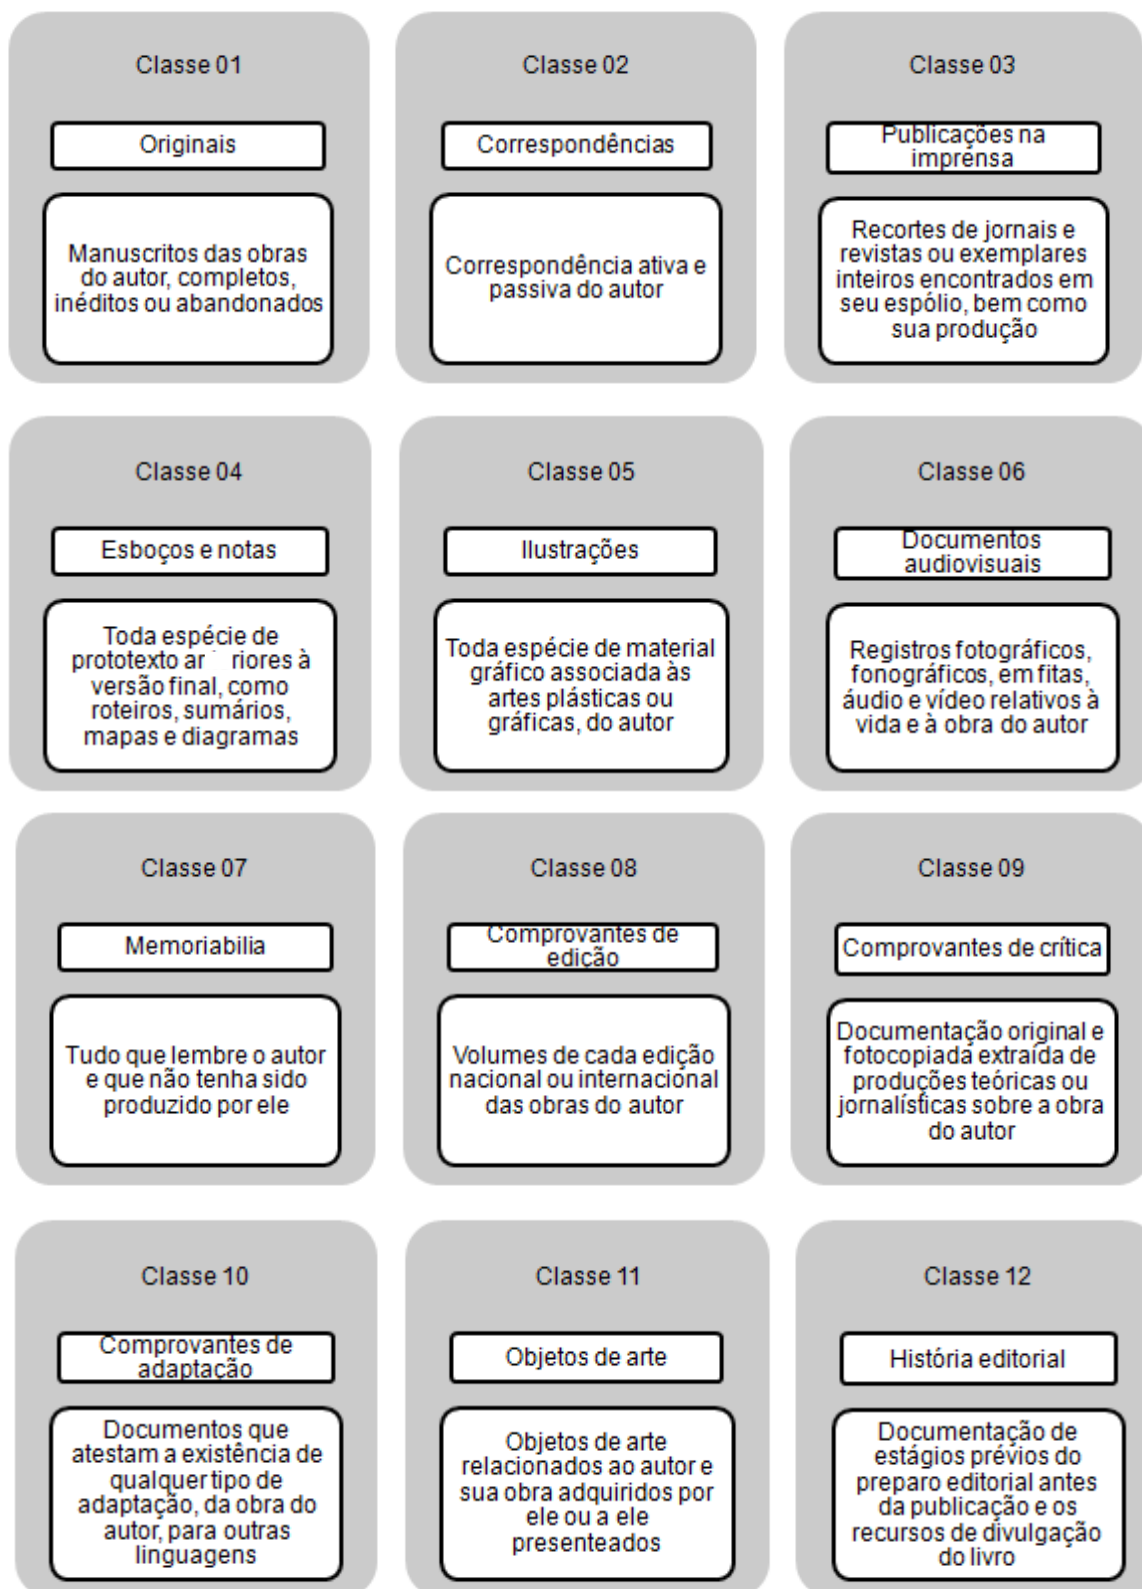 Classe 01
Originais
Manuscritos das obras
do autor, completos,
inéditos ou abandonados
Classe 02
Correspondências
Correspondência ativa e
passiva do autor
Classe 03
Publicações na
imprensa
Recortes de jornais e
revistas ou exemplares
inteiros encontrados em
seu espólio, bem como
sua produção
Classe 04
Esboços e notas
Toda espécie de
prototexto à
versão final, como
roteiros, sumários,
mapas e diagramas
Classe 05
Ilustrações
Toda espécie de material
gráfico associada às
artes plásticas ou
gráficas, do autor
Classe 06
Documentos
audiovisuais
Registros fotográficos,
fonográficos, em fitas,
áudio e vídeo relativos à
vida e à obra do autor
Classe 07
Memoriabilia
Tudo que lembre o autor
e que não tenha sido
produzido por ele
Classe 08
Comprovantes de
edição
Volumes de cada edição
nacional ou internacional
das obras do autor
Classe 09
Comprovantes de crítica
Documentação original e
fotocopiada extraída de
produções teóricas ou
jornalísticas sobre a obra
do autor
Classe 10
Comprovantes de
adaptação
Documentos que
atestam a existência de
qualquer tipo de
adaptação, da obra do
autor, para outras
linguagens
Classe 11
Objetos de arte
Objetos de arte
relacionados ao autor e
sua obra adquiridos por
ele ou a ele
presenteados
Classe 12
História editorial
Documentação de
estágios prévios do
preparo editorial antes
da publicação e os
recursos de divulgação
do livro